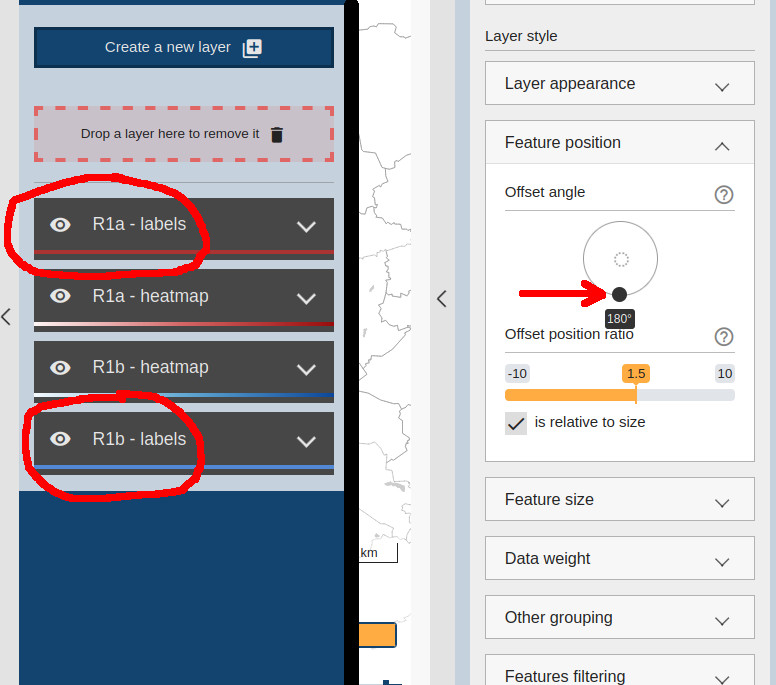 Create a new layer
Drop a layer here to remove it
R1a - labels
R1a - heatmap
R1b - heatmap
R1b - labels
km
Layer style
Layer appearance
Feature position
Offset angle
?
180°
Offset position ratio
?
-10 1.5 10
is relative to size
Feature size
Data weight
Other grouping
Features filtering